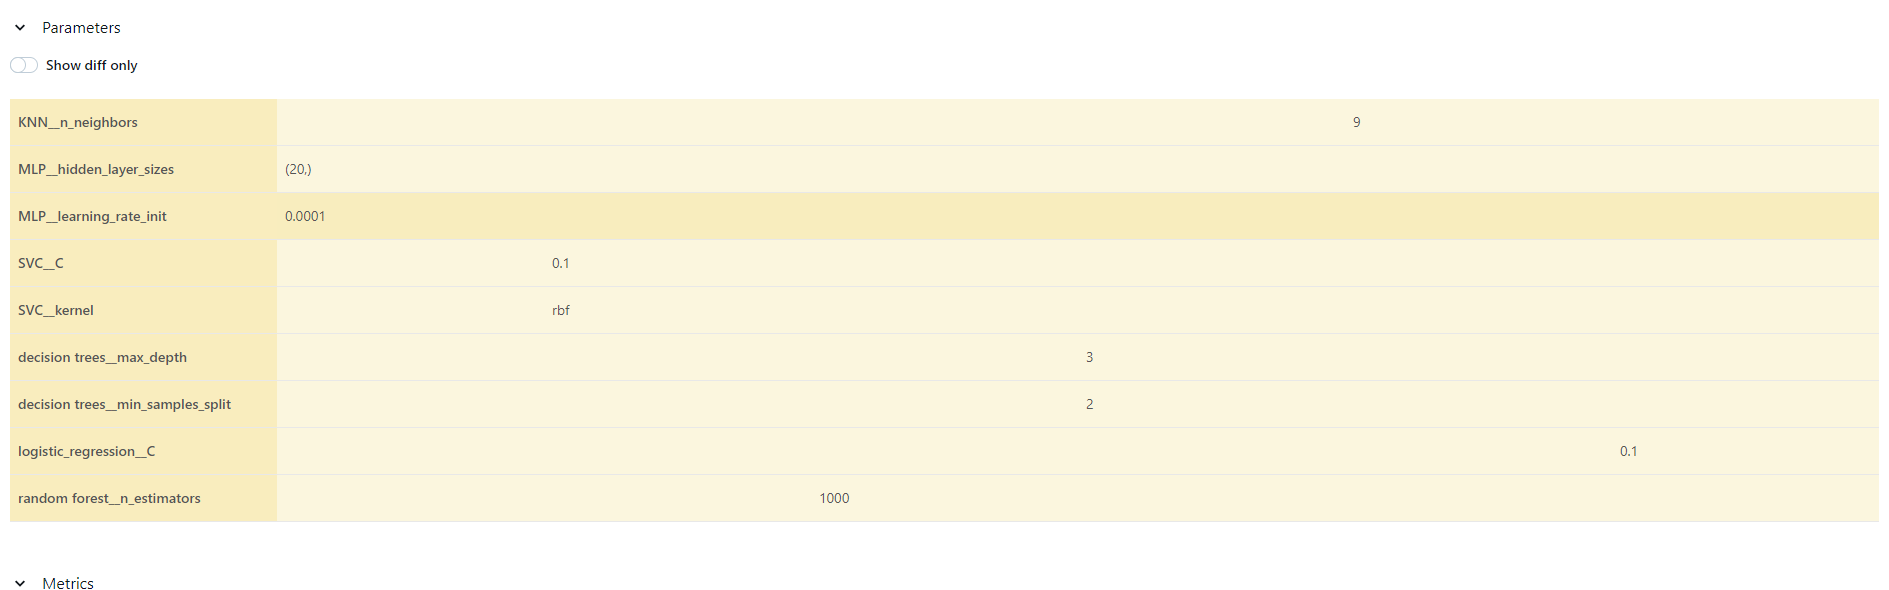 Parameters
Show diff only
KNN__n_neighbors 9
MLP__hidden_layer_sizes (20,)
MLP__learning_rate_init 0.0001
SVC__C 0.1
SVC__kernel rbf
decision trees__max_depth 3
decision trees__min_samples_split 2
logistic_regression__C 0.1
random forest__n_estimators 1000
Metrics